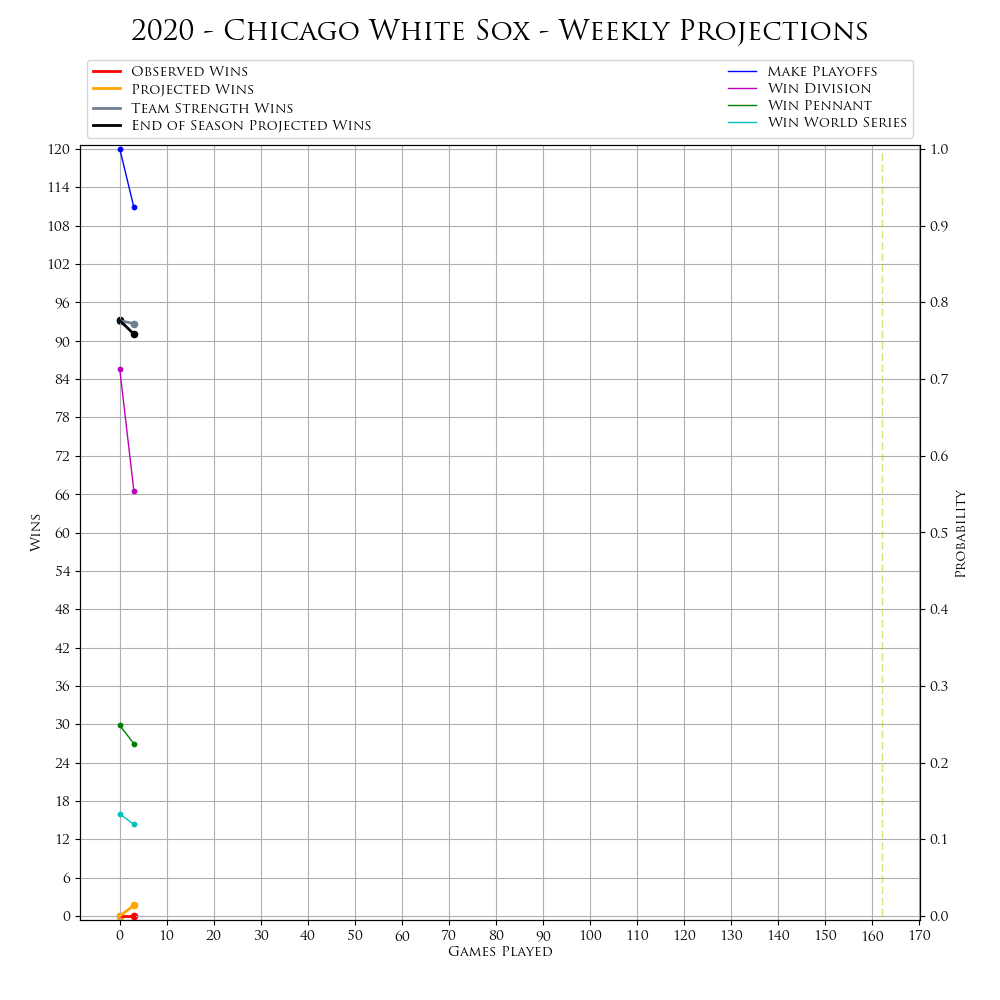 2020 - Chicago White Sox - Weekly Projections
Observed Wins
Projected Wins
Team Strength Wins
End of Season Projected Wins
Make Playoffs
Win Division
Win Pennant
Win World Series
120
114
108
102
96
90
84
78
72
66
60
54
48
42
36
30
24
18
12
6
0
Wins
1.0
0.9
0.8
0.7
0.6
0.5
0.4
0.3
0.2
0.1
0.0
Probability
0 10 20 30 40 50 60 70 80 90 100 110 120 130 140 150 160 170
Games Played